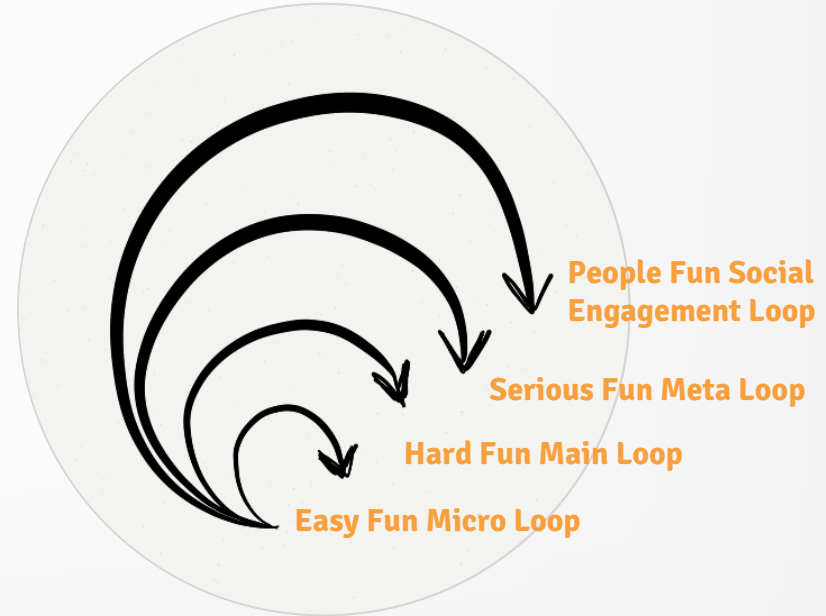 People Fun Social
Engagement Loop
Serious Fun Meta Loop
Hard Fun Main Loop
Easy Fun Micro Loop